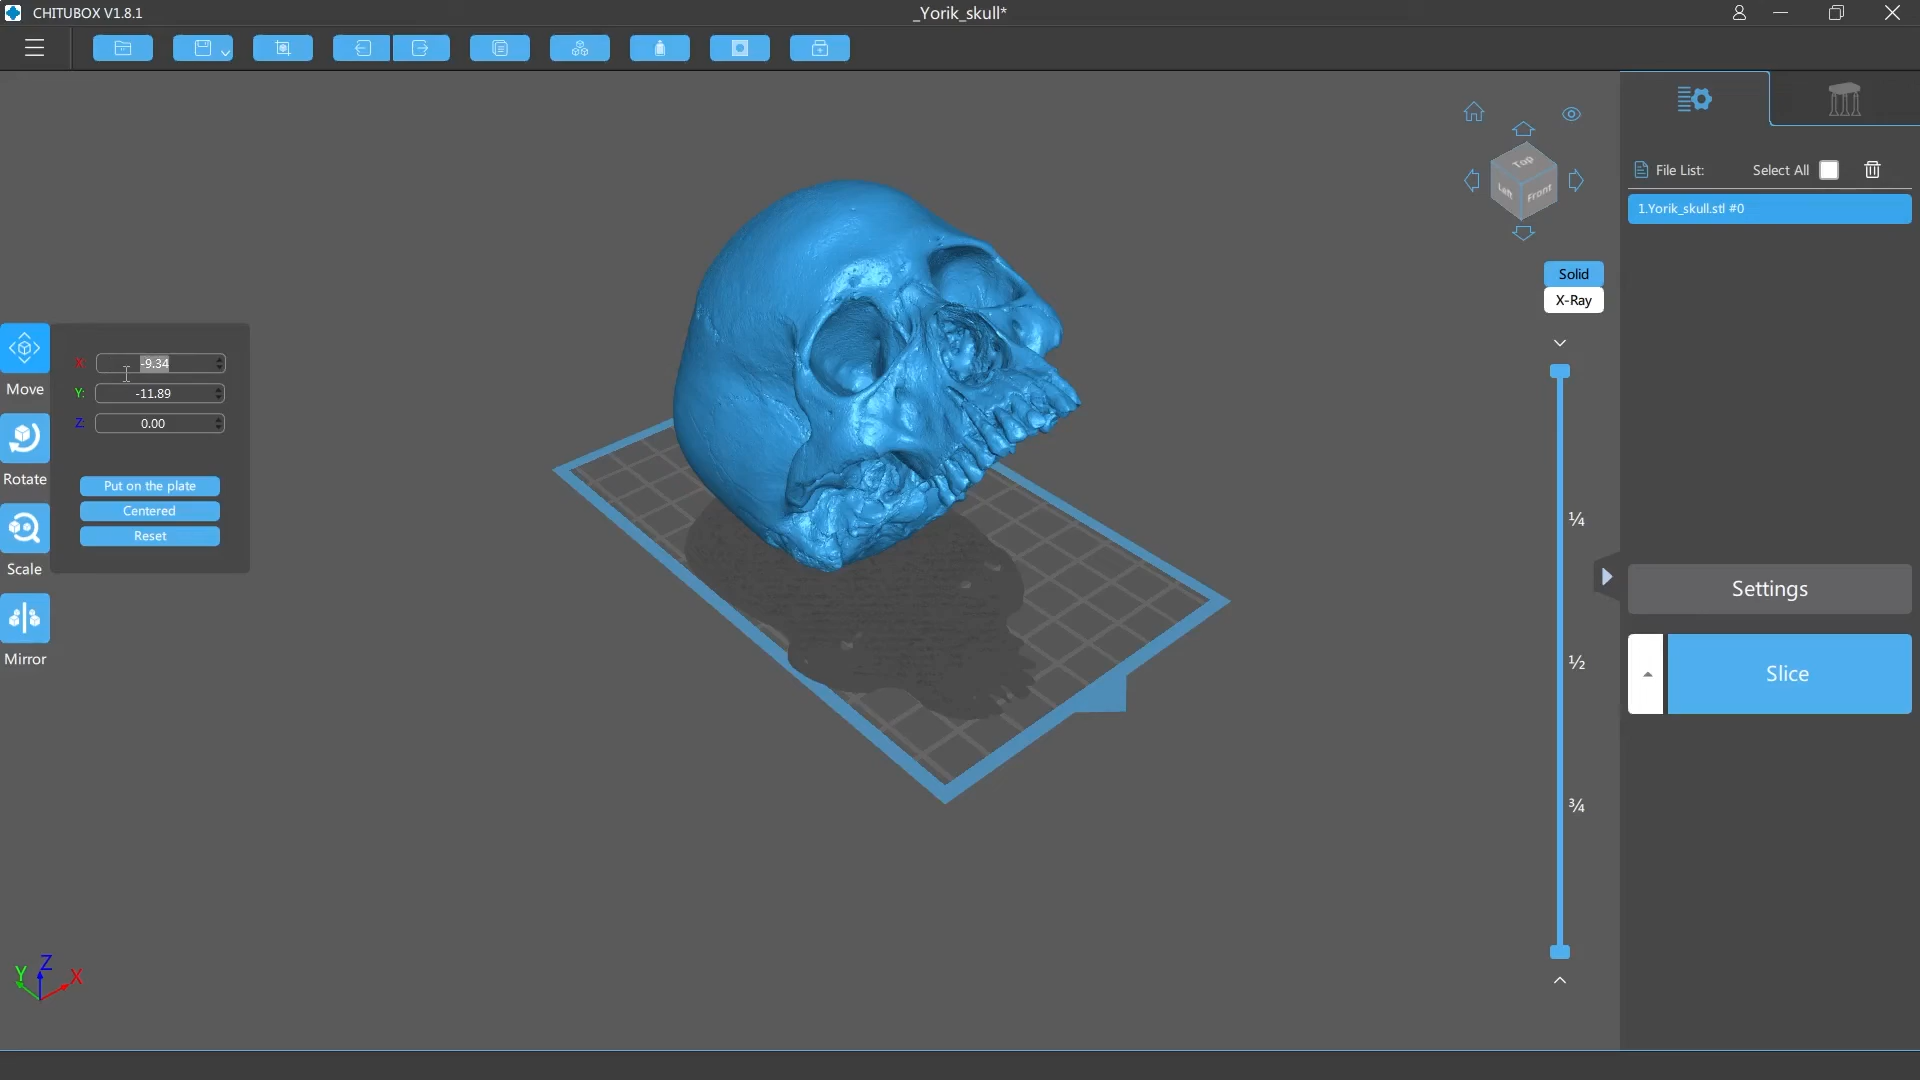 CHITUBOX V1.8.1
_Yorik_skull*
Top
Left
Front
File List:
Select All
1.Yorik_skull.stl #0
Solid
X-Ray
X: -9.34
Y: -11.89
Z: 0.00
Move
Put on the plate
Rotate
Centered
Reset
Scale
Mirror
¼
½
¾
Settings
Slice
Y
Z
X